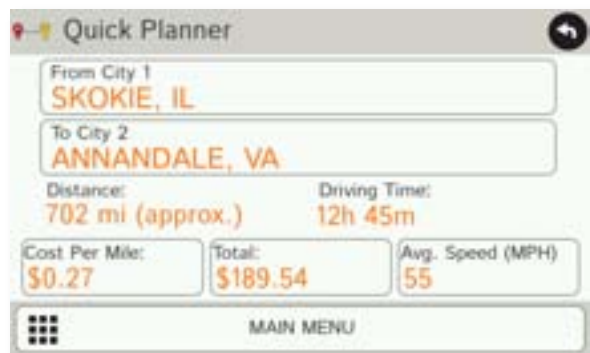 Quick Planner
From City 1
SKOKIE, IL
To City 2
ANNANDALE, VA
Distance: Driving Time:
702 mi (approx.) 12h 45m
Cost Per Mile: Total: Avg. Speed (MPH)
$0.27 $189.54 55
MAIN MENU